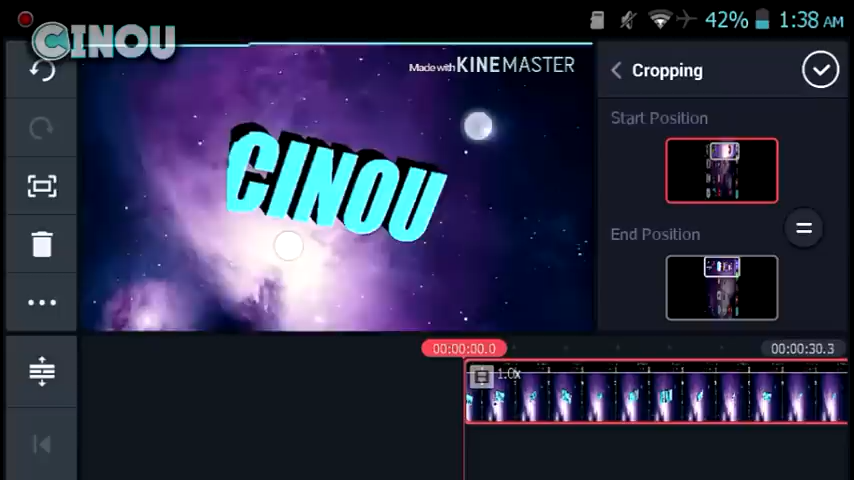 CINOU
42% 1:38 AM
Made with KINEMASTER
Cropping
CINOU
Start Position
End Position
00:00:00.0
00:00:30.3
1.0x